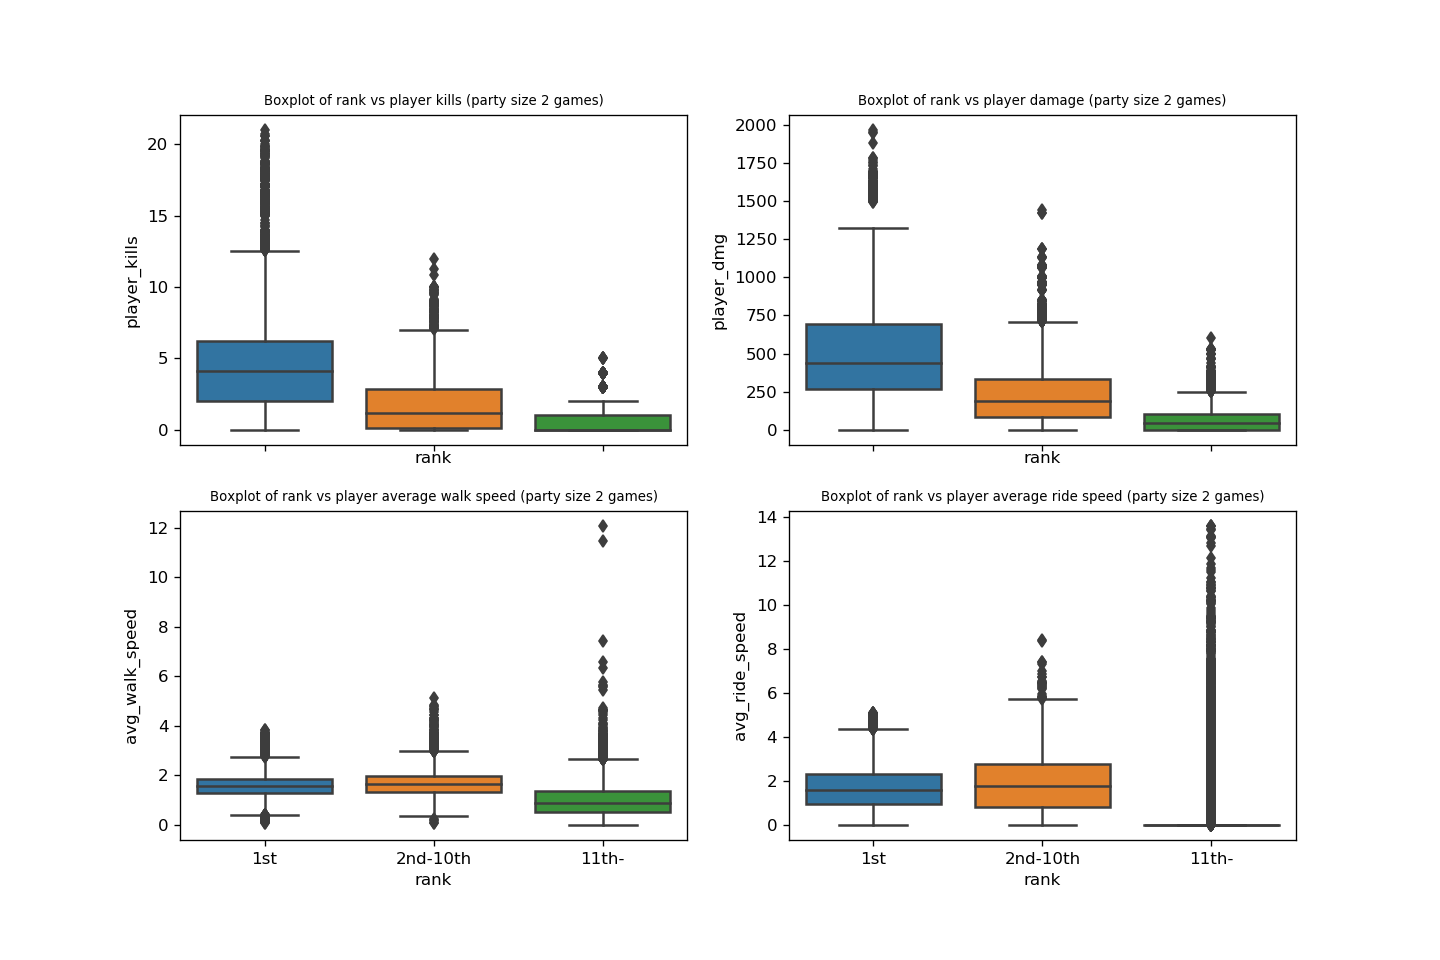 Boxplot of rank vs player kills (party size 2 games)
player_kills
20
15
10
5
0
rank
Boxplot of rank vs player damage (party size 2 games)
player_dmg
2000
1750
1500
1250
1000
750
500
250
0
rank
Boxplot of rank vs player average walk speed (party size 2 games)
avg_walk_speed
12
10
8
6
4
2
0
1st 2nd-10th 11th-
rank
Boxplot of rank vs player average ride speed (party size 2 games)
avg_ride_speed
14
12
10
8
6
4
2
0
1st 2nd-10th 11th-
rank